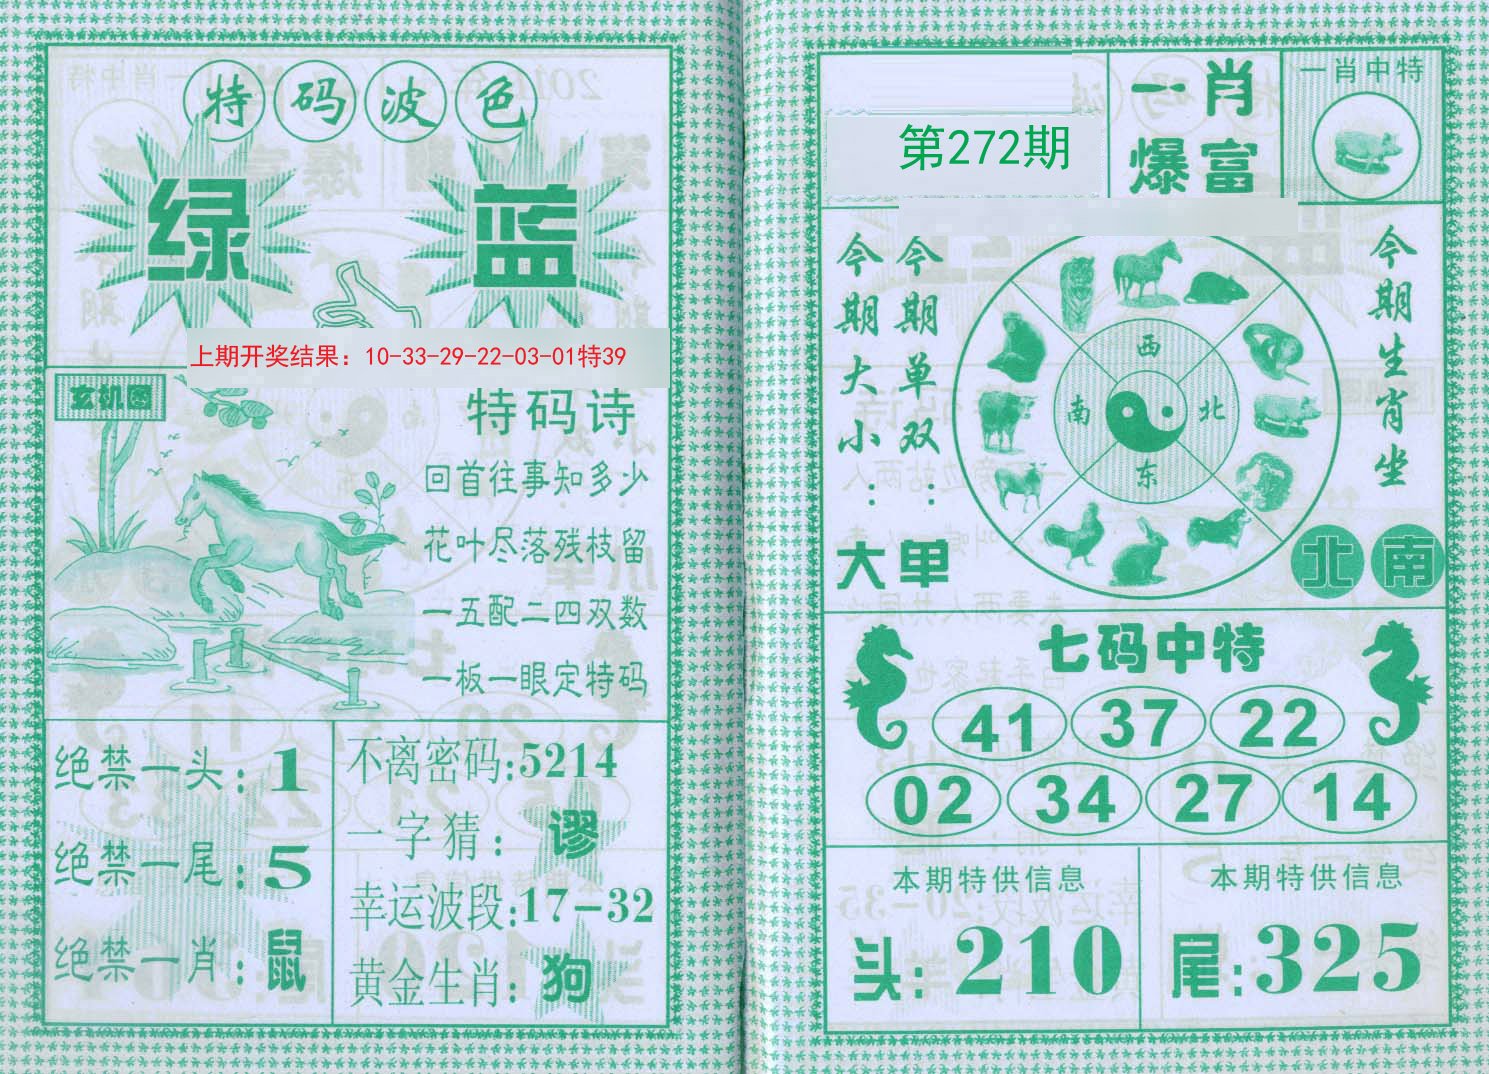 特码波色
绿 蓝
上期开奖结果：10-33-29-22-03-01特39
玄机图
特码诗
回首往事知多少
花叶尽落残枝留
一五配二四双数
一板一眼定特码
绝禁一头：1
绝禁一尾：5
绝禁一肖：鼠
不离密码:5214
一字猜：谬
幸运波段:17-32
黄金生肖：狗
第272期
一肖
爆富
一肖中特
今期大小：大
今期单双：单
西
南 北
东
今期生肖坐
北南
七码中特
41 37 22
02 34 27 14
本期特供信息
头：210
本期特供信息
尾：325